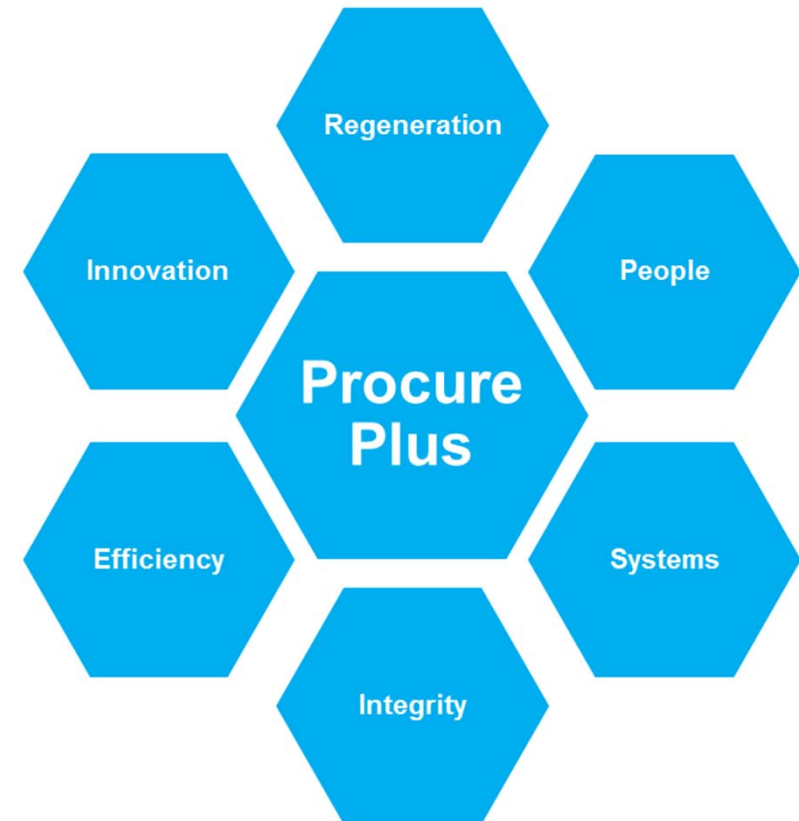 Regeneration
Innovation
People
Procure
Plus
Efficiency
Systems
Integrity